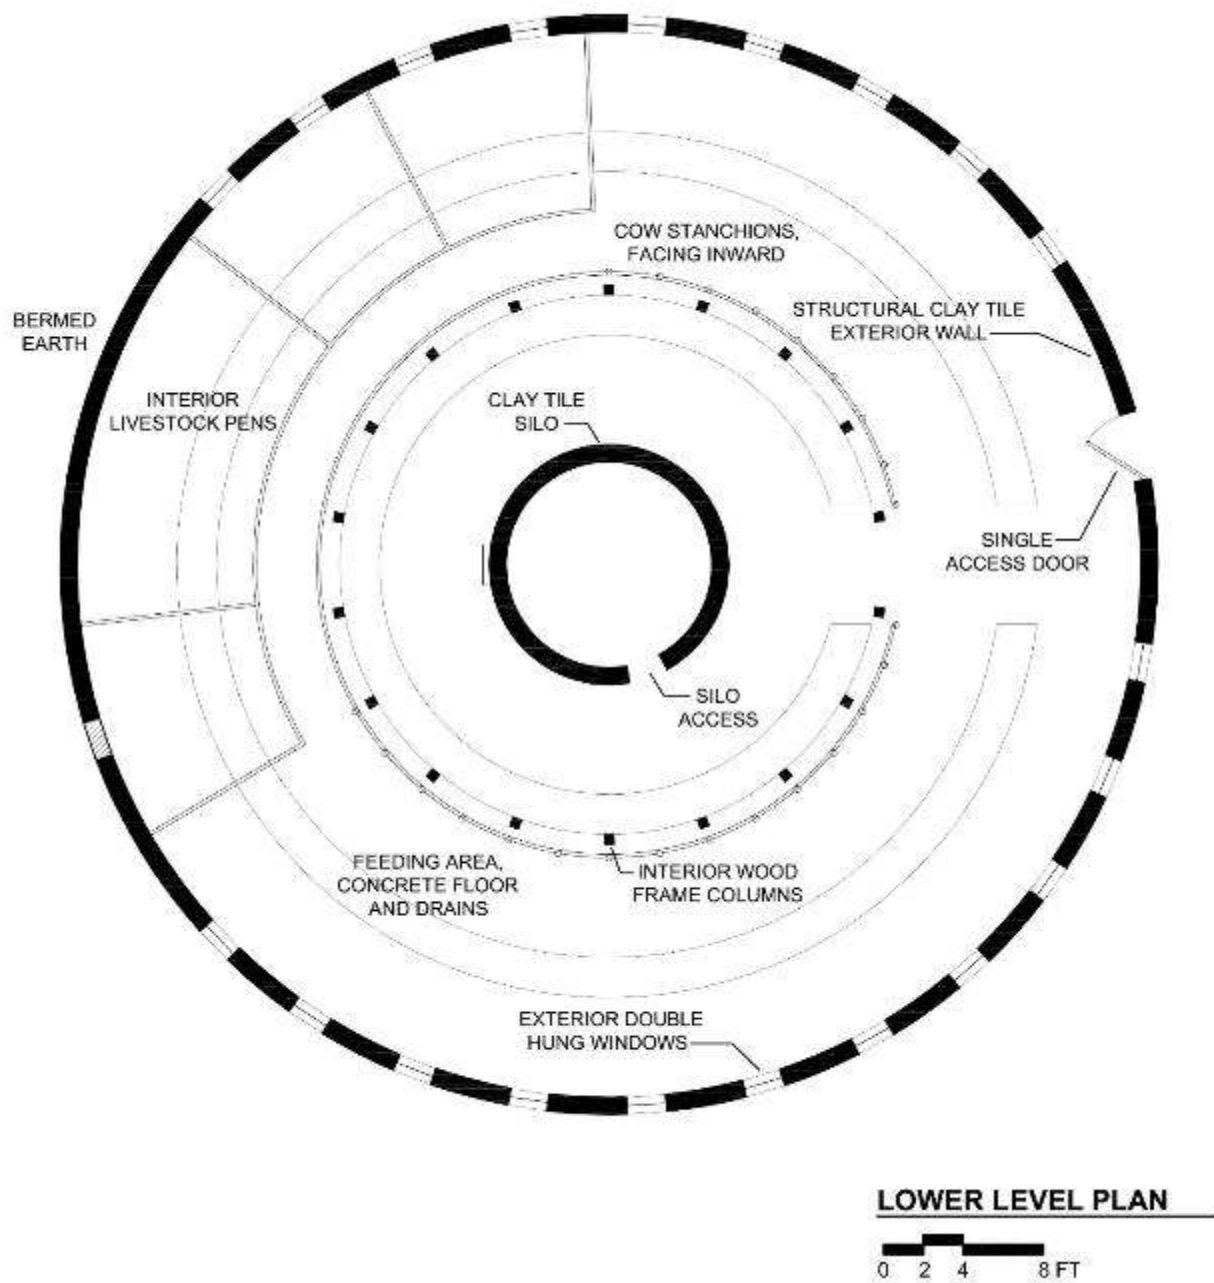 COW STANCHIONS,
FACING INWARD
STRUCTURAL CLAY TILE
EXTERIOR WALL
BERMED
EARTH
INTERIOR
LIVESTOCK PENS
CLAY TILE
SILO
SINGLE
ACCESS DOOR
SILO
ACCESS
FEEDING AREA,
CONCRETE FLOOR
AND DRAINS
INTERIOR WOOD
FRAME COLUMNS
EXTERIOR DOUBLE
HUNG WINDOWS
LOWER LEVEL PLAN
0 2 4 8 FT